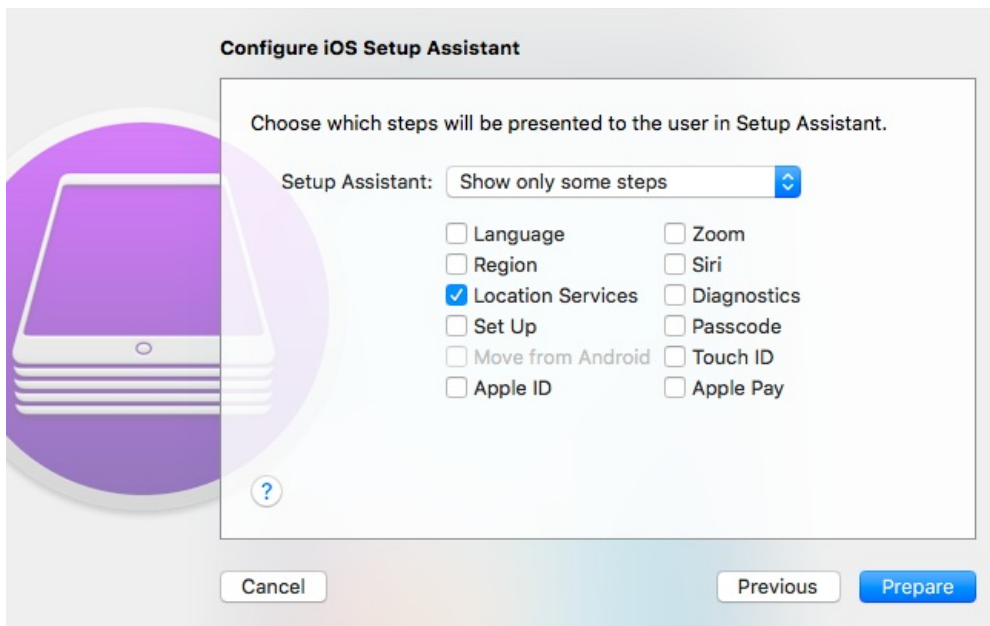 Configure iOS Setup Assistant
Choose which steps will be presented to the user in Setup Assistant.
Setup Assistant: Show only some steps
Language Zoom
Region Siri
Location Services Diagnostics
Set Up Passcode
Move from Android Touch ID
Apple ID Apple Pay
?
Cancel Previous Prepare